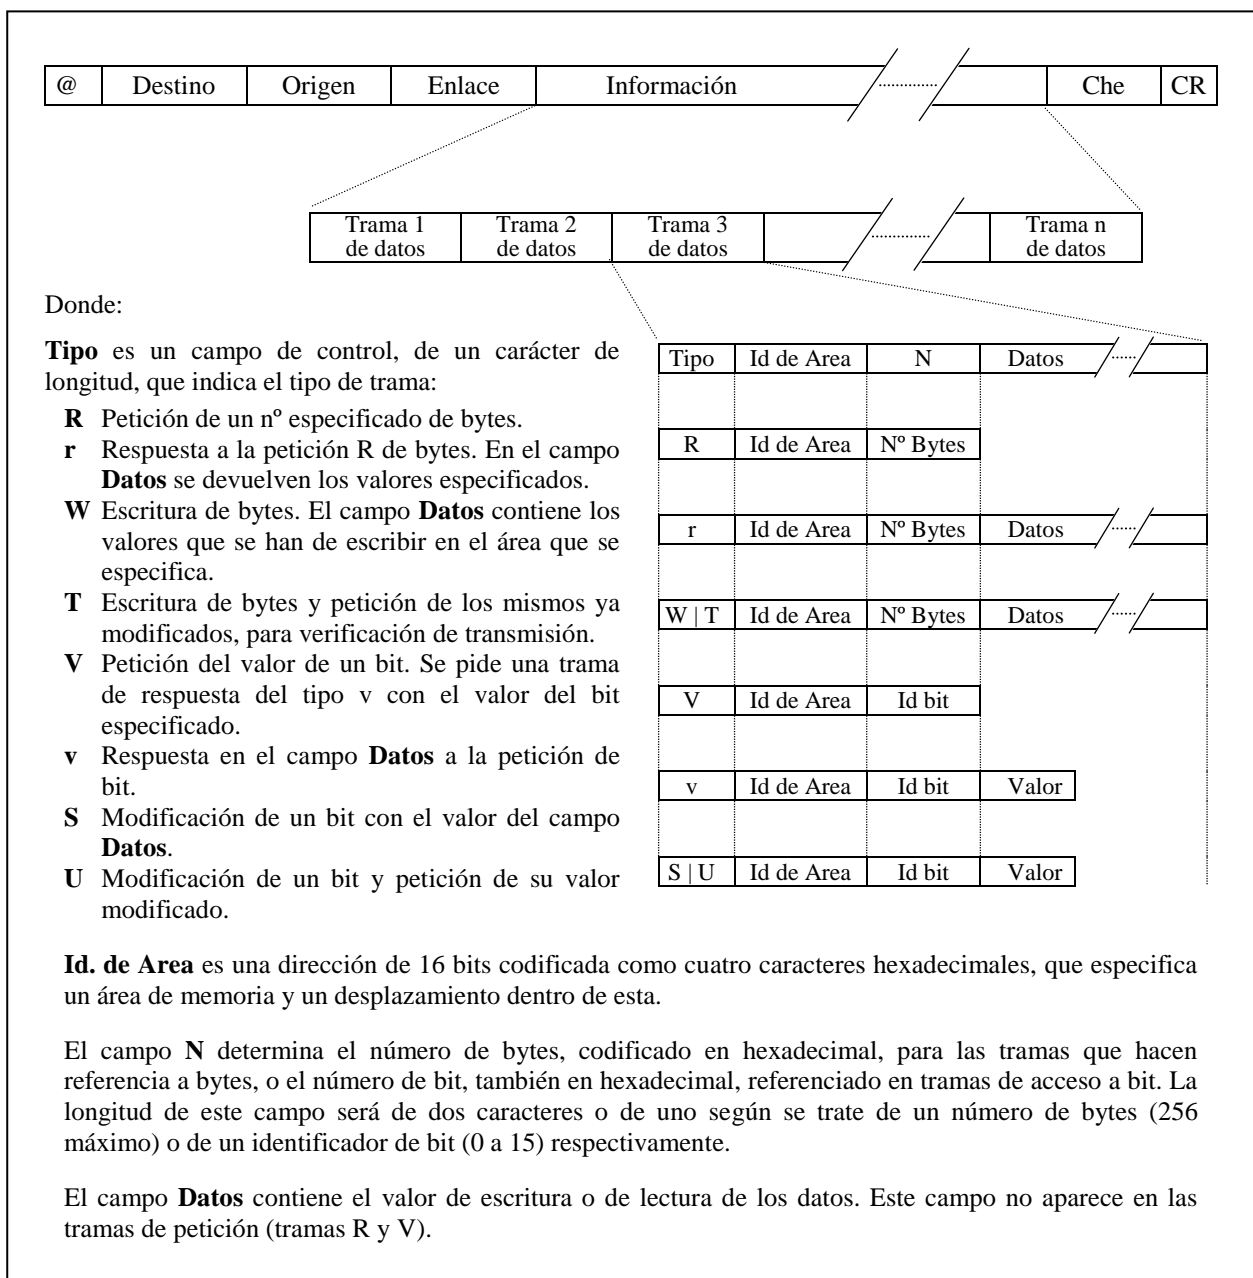 @ Destino Origen Enlace Información Che CR
Trama 1 de datos Trama 2 de datos Trama 3 de datos Trama n de datos
Donde:
Tipo es un campo de control, de un carácter de
longitud, que indica el tipo de trama:
R Petición de un nº especificado de bytes.
r Respuesta a la petición R de bytes. En el campo
Datos se devuelven los valores especificados.
W Escritura de bytes. El campo Datos contiene los
valores que se han de escribir en el área que se
especifica.
T Escritura de bytes y petición de los mismos ya
modificados, para verificación de transmisión.
V Petición del valor de un bit. Se pide una trama
de respuesta del tipo v con el valor del bit
especificado.
v Respuesta en el campo Datos a la petición de
bit.
S Modificación de un bit con el valor del campo
Datos.
U Modificación de un bit y petición de su valor
modificado.
Tipo Id de Area N Datos
R Id de Area Nº Bytes
r Id de Area Nº Bytes Datos
W | T Id de Area Nº Bytes Datos
V Id de Area Id bit
v Id de Area Id bit Valor
S | U Id de Area Id bit Valor
Id. de Area es una dirección de 16 bits codificada como cuatro caracteres hexadecimales, que especifica
un área de memoria y un desplazamiento dentro de esta.
El campo N determina el número de bytes, codificado en hexadecimal, para las tramas que hacen
referencia a bytes, o el número de bit, también en hexadecimal, referenciado en tramas de acceso a bit. La
longitud de este campo será de dos caracteres o de uno según se trate de un número de bytes (256
máximo) o de un identificador de bit (0 a 15) respectivamente.
El campo Datos contiene el valor de escritura o de lectura de los datos. Este campo no aparece en las
tramas de petición (tramas R y V).